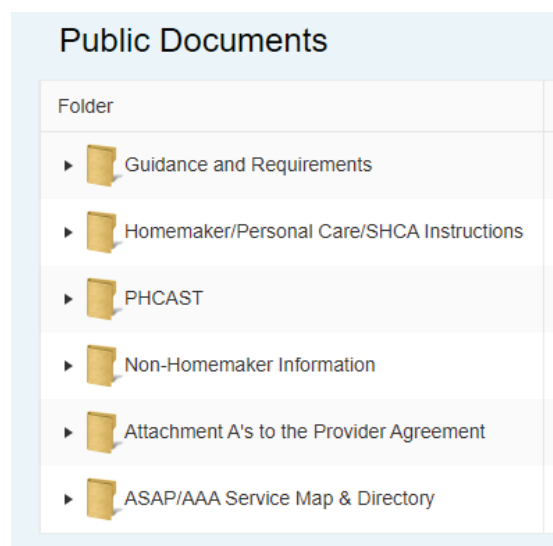 Public Documents
Folder
Guidance and Requirements
Homemaker/Personal Care/SHCA Instructions
PHCAST
Non-Homemaker Information
Attachment A's to the Provider Agreement
ASAP/AAA Service Map & Directory